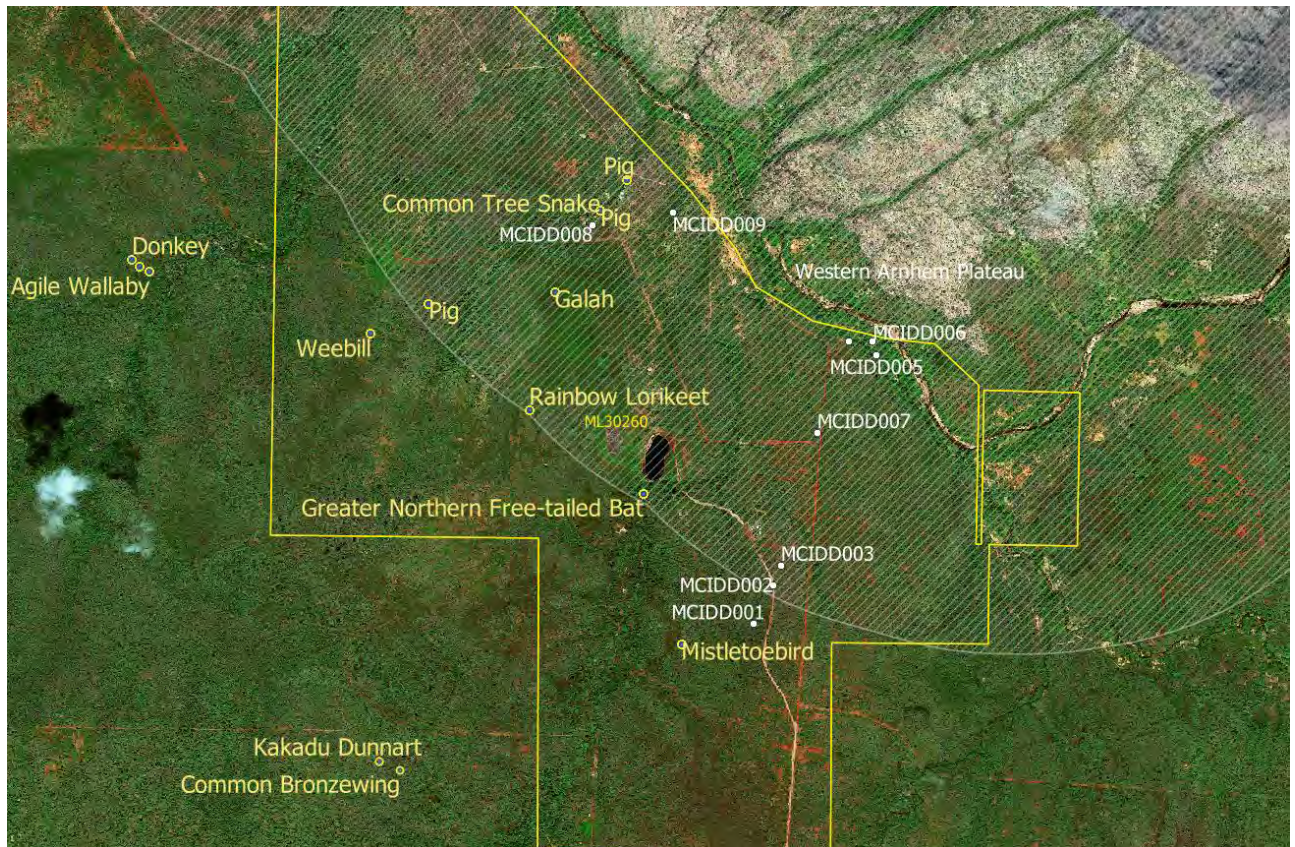 Pig
Common Tree Snake
Pig
MCIDD009
MCIDD008
Donkey
Western Arnhem Plateau
Agile Wallaby
Galah
Pig
MCIDD006
Weebill
MCIDD005
Rainbow Lorikeet
ML30260
MCIDD007
Greater Northern Free-tailed Bat
MCIDD003
MCIDD002
MCIDD001
Mistletoebird
Kakadu Dunnart
Common Bronzewing